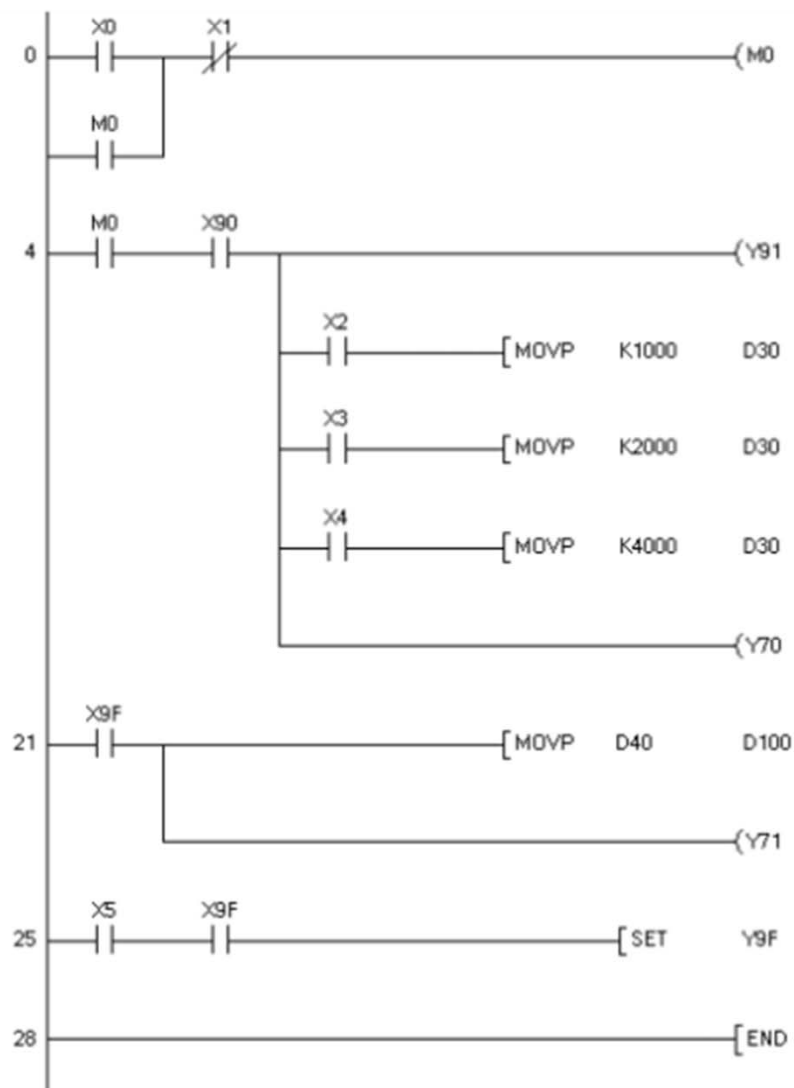 X0 X1
0 (M0
M0
M0 X90
4 (Y91
X2
[MOVP K1000 D30
X3
[MOVP K2000 D30
X4
[MOVP K4000 D30
(Y70
X9F
21 [MOVP D40 D100
(Y71
X5 X9F
25 [SET Y9F
28 [END